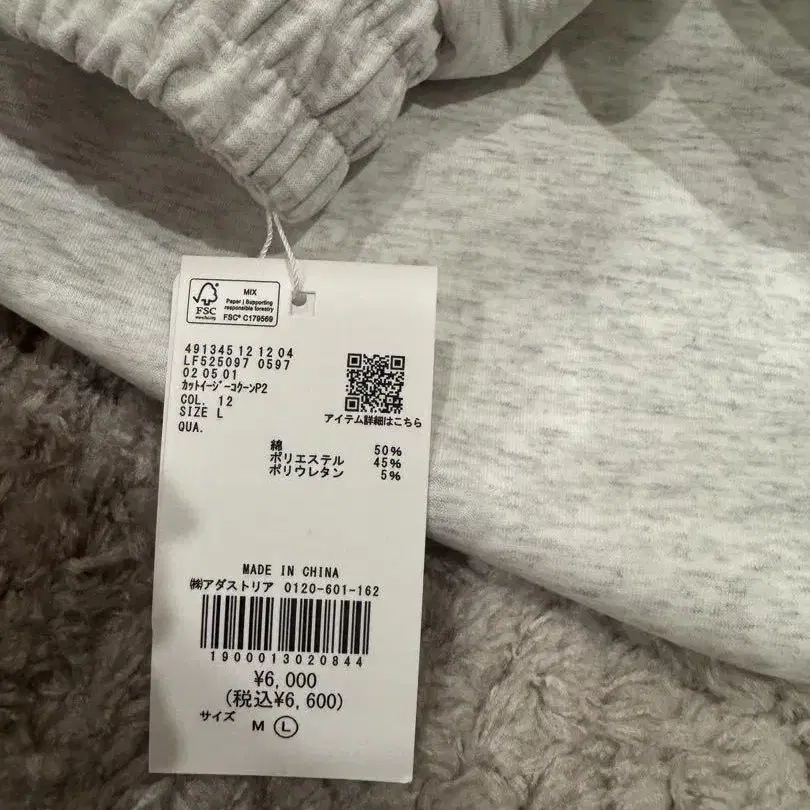 MIX
Paper | Supporting
responsible forestry
FSC® C179569
FSC
491345 12 12 04
LF525097 0597
02 05 01
ｶｯﾄｲｰｼﾞｰｺｸｰﾝP2
COL. 12
SIZE L
QUA.
アイテム詳細はこちら
綿 50%
ポリエステル 45%
ポリウレタン 5%
MADE IN CHINA
㈱アダストリア 0120-601-162
1900013020844
¥6,000
(税込¥6,600)
サイズ
M L